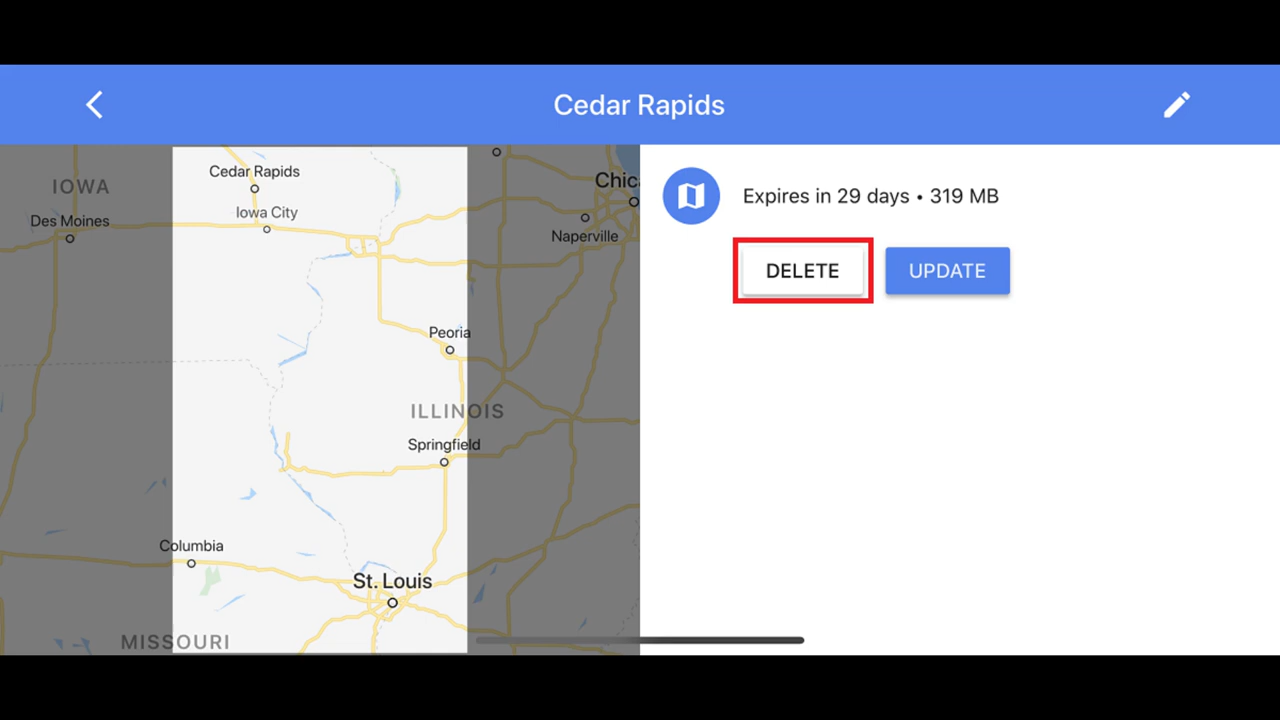 Cedar Rapids
Cedar Rapids
IOWA
Iowa City
Des Moines
Chic
Naperville
Peoria
ILLINOIS
Springfield
Columbia
St. Louis
MISSOURI
Expires in 29 days • 319 MB
DELETE UPDATE